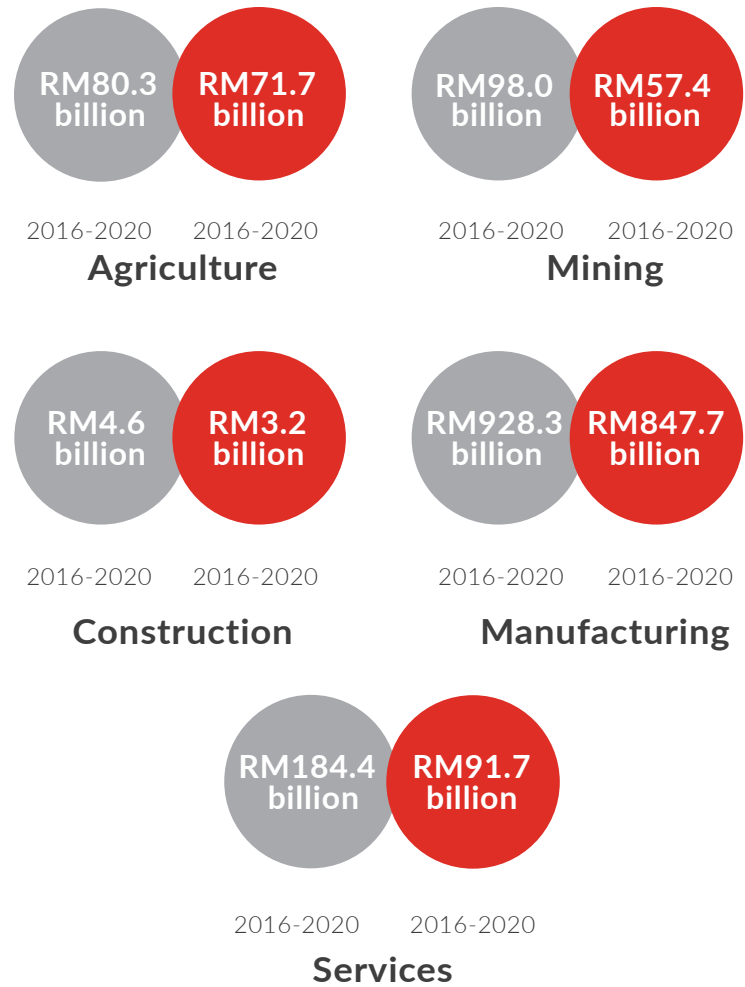 RM80.3
billion
RM71.7
billion
2016-2020
2016-2020
Agriculture
RM98.0
billion
RM57.4
billion
2016-2020
2016-2020
Mining
RM4.6
billion
RM3.2
billion
2016-2020
2016-2020
Construction
RM928.3
billion
RM847.7
billion
2016-2020
2016-2020
Manufacturing
RM184.4
billion
RM91.7
billion
2016-2020
2016-2020
Services